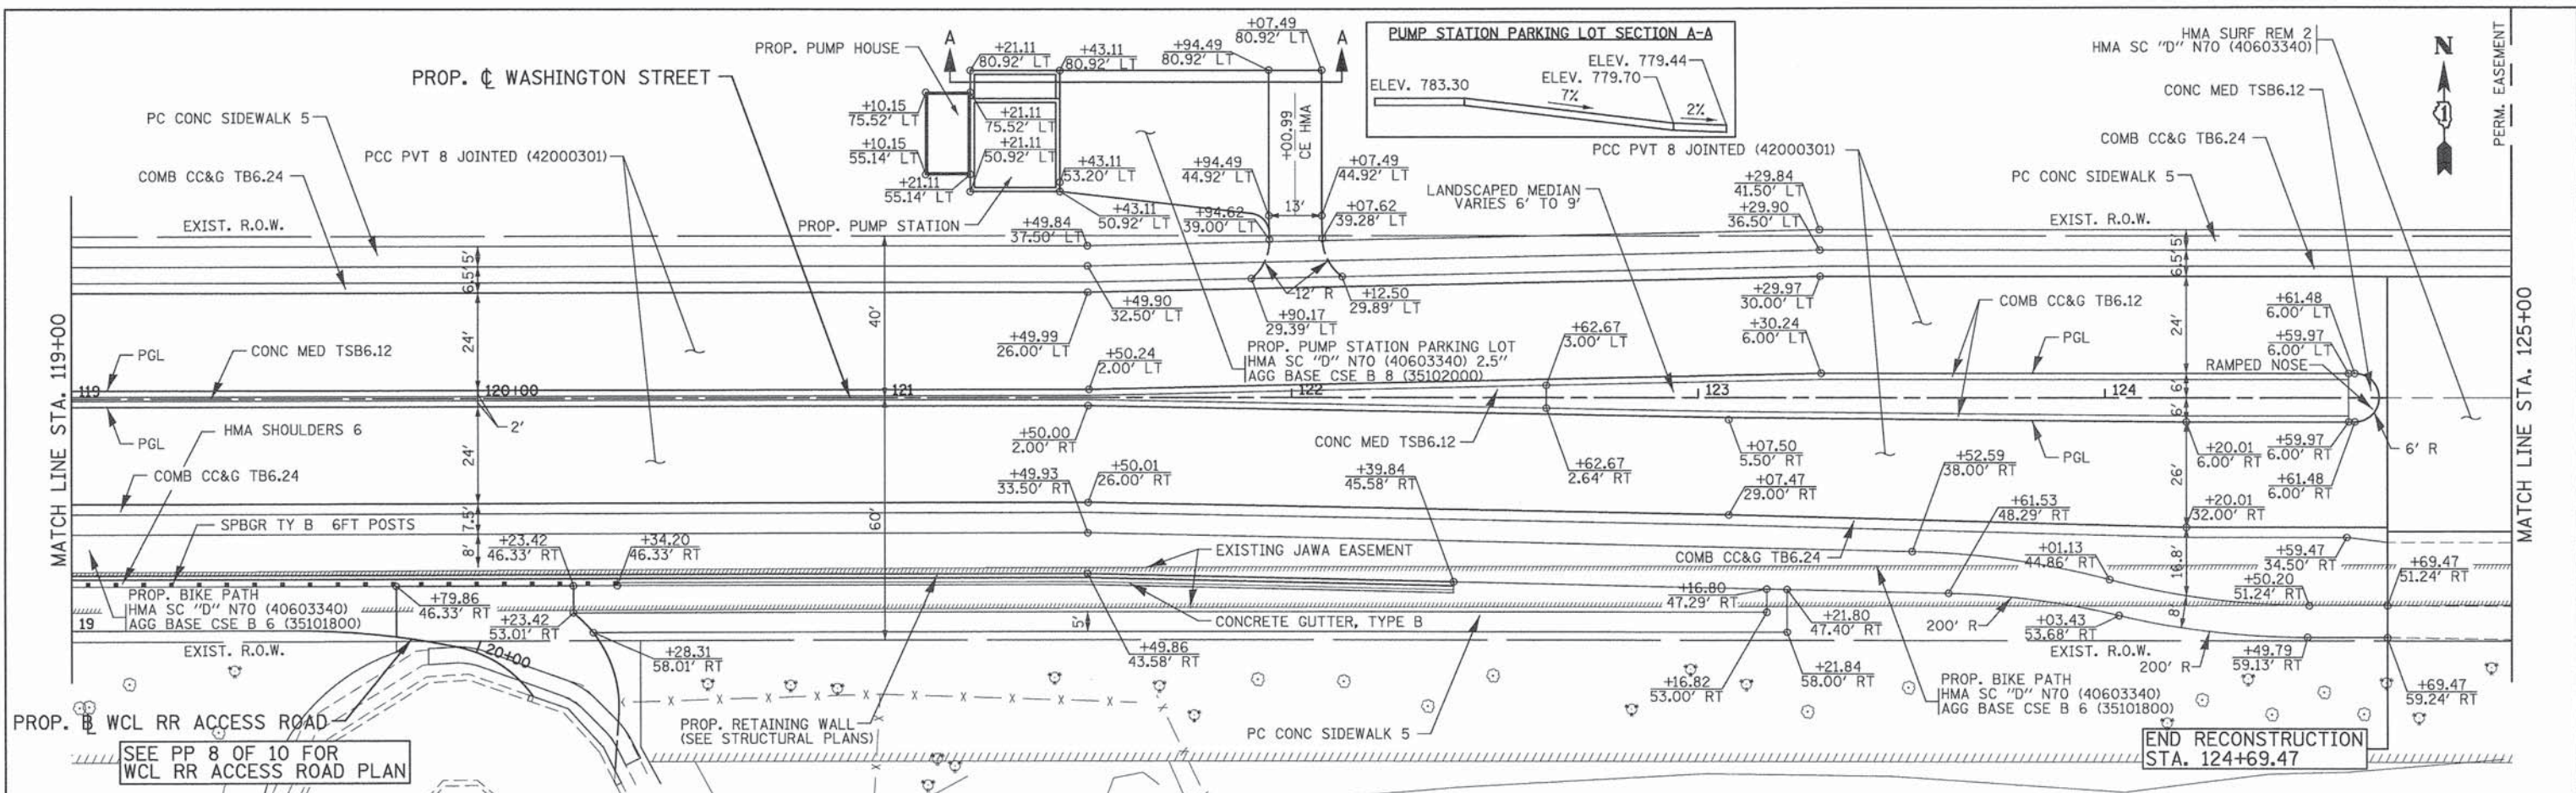 PUMP STATION PARKING LOT SECTION A-A
ELEV. 783.30
ELEV. 779.70
ELEV. 779.44
7%
2%
A
A
N
1
PERM. EASEMENT
HMA SURF REM 2
HMA SC "D" N70 (40603340)
CONC MED TSB6.12
COMB CC&G TB6.24
PC CONC SIDEWALK 5
EXIST. R.O.W.
PROP. PUMP HOUSE
PROP. ℄ WASHINGTON STREET
PC CONC SIDEWALK 5
PCC PVT 8 JOINTED (42000301)
COMB CC&G TB6.24
EXIST. R.O.W.
+21.11
80.92' LT
+43.11
80.92' LT
+94.49
80.92' LT
+07.49
80.92' LT
+10.15
75.52' LT
+21.11
75.52' LT
+10.15
55.14' LT
+21.11
50.92' LT
+21.11
55.14' LT
+43.11
53.20' LT
+43.11
50.92' LT
+94.49
44.92' LT
+07.49
44.92' LT
+00.99
CE HMA
13'
+94.62
39.00' LT
+07.62
39.28' LT
PROP. PUMP STATION
PCC PVT 8 JOINTED (42000301)
LANDSCAPED MEDIAN
VARIES 6' TO 9'
+29.84
41.50' LT
+29.90
36.50' LT
+49.84
37.50' LT
+49.90
32.50' LT
+49.99
26.00' LT
+50.24
2.00' LT
12' R
+12.50
29.89' LT
+90.17
29.39' LT
+29.97
30.00' LT
+30.24
6.00' LT
+62.67
3.00' LT
PROP. PUMP STATION PARKING LOT
HMA SC "D" N70 (40603340) 2.5"
AGG BASE CSE B 8 (35102000)
COMB CC&G TB6.12
PGL
+61.48
6.00' LT
+59.97
6.00' LT
RAMPED NOSE
5'
6.5'
24'
40'
5'
6.5'
24'
6'
6'
26'
16.8'
8'
MATCH LINE STA. 119+00
MATCH LINE STA. 125+00
PGL
CONC MED TSB6.12
119
120+00
121
122
123
124
PGL
HMA SHOULDERS 6
2'
24'
7.5'
8'
60'
5'
COMB CC&G TB6.24
SPBGR TY B 6FT POSTS
+50.00
2.00' RT
+49.93
33.50' RT
+50.01
26.00' RT
CONC MED TSB6.12
+39.84
45.58' RT
+62.67
2.64' RT
+07.50
5.50' RT
+07.47
29.00' RT
PGL
+52.59
38.00' RT
+61.53
48.29' RT
+20.01
6.00' RT
+59.97
6.00' RT
6' R
+61.48
6.00' RT
+20.01
32.00' RT
+23.42
46.33' RT
+34.20
46.33' RT
EXISTING JAWA EASEMENT
COMB CC&G TB6.24
+01.13
44.86' RT
+59.47
34.50' RT
+50.20
51.24' RT
+69.47
51.24' RT
PROP. BIKE PATH
HMA SC "D" N70 (40603340)
AGG BASE CSE B 6 (35101800)
19
+79.86
46.33' RT
+23.42
53.01' RT
+16.80
47.29' RT
+21.80
47.40' RT
200' R
+03.43
53.68' RT
CONCRETE GUTTER, TYPE B
EXIST. R.O.W.
20+00
+28.31
58.01' RT
+49.86
43.58' RT
+16.82
53.00' RT
+21.84
58.00' RT
EXIST. R.O.W.
200' R
+49.79
59.13' RT
+69.47
59.24' RT
PROP. BIKE PATH
HMA SC "D" N70 (40603340)
AGG BASE CSE B 6 (35101800)
PROP. BL WCL RR ACCESS ROAD
PROP. RETAINING WALL
(SEE STRUCTURAL PLANS)
PC CONC SIDEWALK 5
SEE PP 8 OF 10 FOR
WCL RR ACCESS ROAD PLAN
END RECONSTRUCTION
STA. 124+69.47